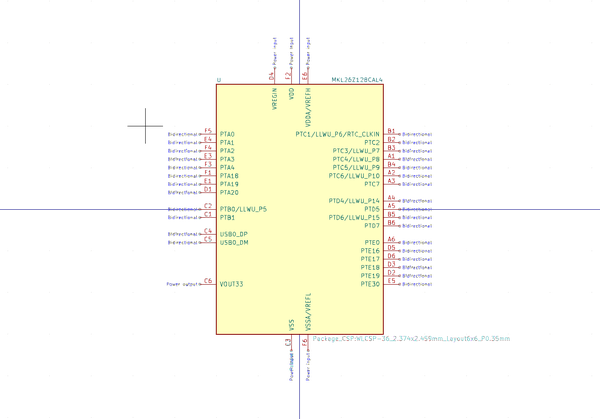 Power input Power input Power input
D4 F2 E6
U MKL26Z128CAL4
VREGIN VDD VDDA/VREFH
Bidirectional F5 PTA0 PTC1/LLWU_P6/RTC_CLKIN B1 Bidirectional
Bidirectional E4 PTA1 PTC2 B2 Bidirectional
Bidirectional F4 PTA2 PTC3/LLWU_P7 B3 Bidirectional
Bidirectional E3 PTA3 PTC4/LLWU_P8 A1 Bidirectional
Bidirectional F3 PTA4 PTC5/LLWU_P9 B4 Bidirectional
Bidirectional F1 PTA18 PTC6/LLWU_P10 A2 Bidirectional
Bidirectional E1 PTA19 PTC7 A3 Bidirectional
Bidirectional D1 PTA20
PTD4/LLWU_P14 A4 Bidirectional
Bidirectional C2 PTB0/LLWU_P5 PTD5 A5 Bidirectional
Bidirectional C1 PTB1 PTD6/LLWU_P15 B5 Bidirectional
PTD7 B6 Bidirectional
Bidirectional C4 USB0_DP
Bidirectional C5 USB0_DM PTE0 A6 Bidirectional
PTE16 D5 Bidirectional
PTE17 D6 Bidirectional
PTE18 D3 Bidirectional
PTE19 D2 Bidirectional
Power output C6 VOUT33 PTE30 E5 Bidirectional
VSS VSSA/VREFL
Package_CSP:WLCSP-36_2.374x2.459mm_Layout6x6_P0.35mm
C3 F6
Power input